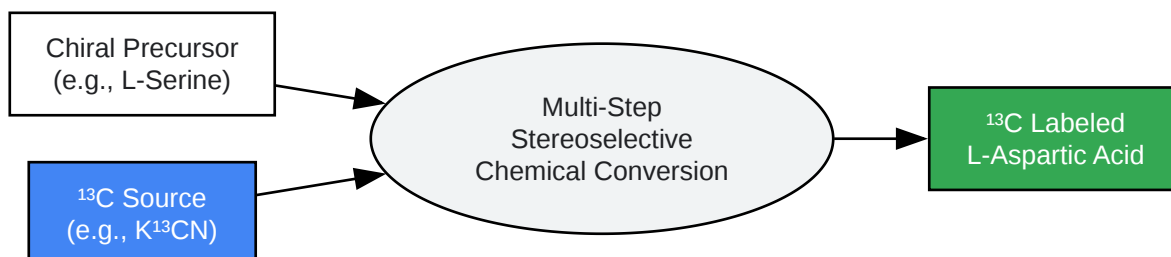 Chiral Precursor
(e.g., L-Serine)
¹³C Source
(e.g., K¹³CN)
Multi-Step
Stereoselective
Chemical Conversion
¹³C Labeled
L-Aspartic Acid